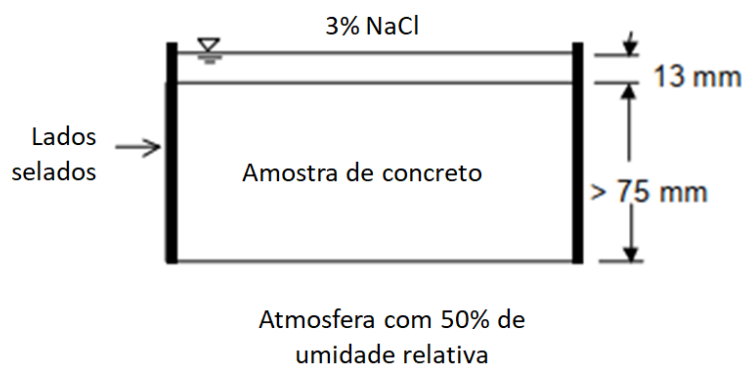 3% NaCl
13 mm
Lados
selados
Amostra de concreto
> 75 mm
Atmosfera com 50% de
umidade relativa